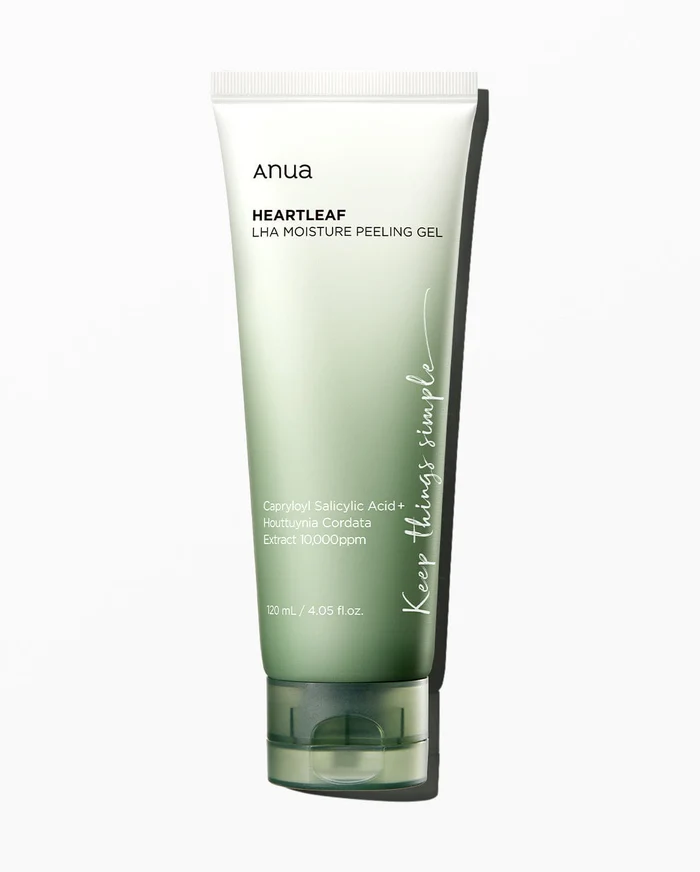 Anua
HEARTLEAF
LHA MOISTURE PEELING GEL
Keep things simple
Capryloyl Salicylic Acid+
Houttuynia Cordata
Extract 10,000ppm
120 mL / 4.05 fl.oz.